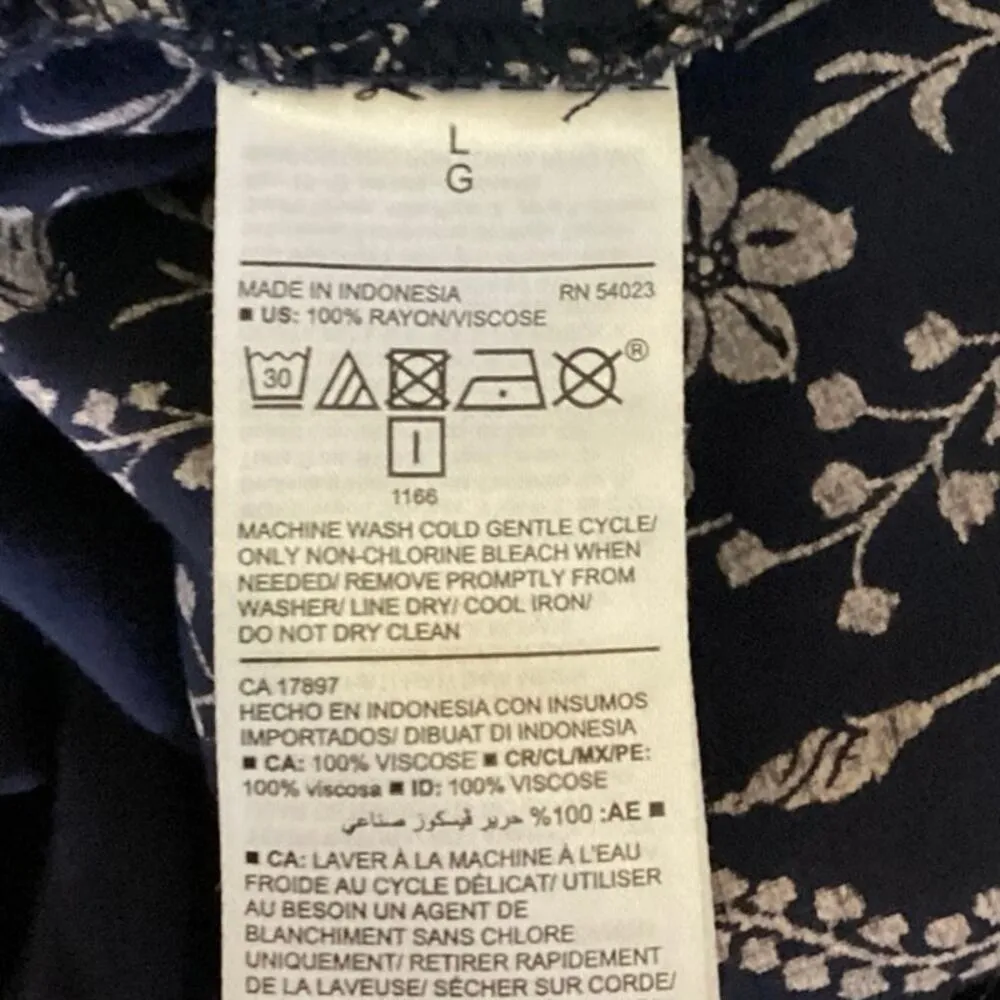 L
G
MADE IN INDONESIA RN 54023
■ US: 100% RAYON/VISCOSE
30 ®
1166
MACHINE WASH COLD GENTLE CYCLE/
ONLY NON-CHLORINE BLEACH WHEN
NEEDED/ REMOVE PROMPTLY FROM
WASHER/ LINE DRY/ COOL IRON/
DO NOT DRY CLEAN
CA 17897
HECHO EN INDONESIA CON INSUMOS
IMPORTADOS/ DIBUAT DI INDONESIA
■ CA: 100% VISCOSE ■ CR/CL/MX/PE:
100% viscosa ■ ID: 100% VISCOSE
■ AE: 100% حرير ڤيسكوز صناعي
■ CA: LAVER À LA MACHINE À L'EAU
FROIDE AU CYCLE DÉLICAT/ UTILISER
AU BESOIN UN AGENT DE
BLANCHIMENT SANS CHLORE
UNIQUEMENT/ RETIRER RAPIDEMENT
DE LA LAVEUSE/ SÉCHER SUR CORDE/